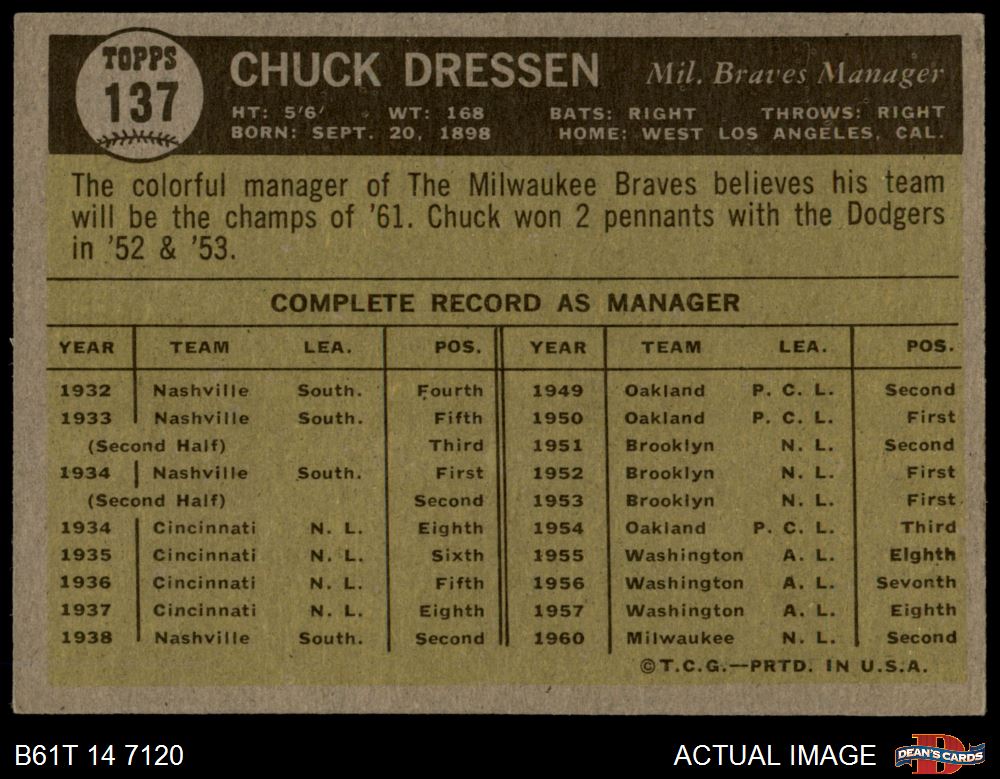 TOPPS
137
CHUCK DRESSEN Mil. Braves Manager
HT: 5'6' WT: 168 BATS: RIGHT THROWS: RIGHT
BORN: SEPT. 20, 1898 HOME: WEST LOS ANGELES, CAL.
The colorful manager of The Milwaukee Braves believes his team
will be the champs of '61. Chuck won 2 pennants with the Dodgers
in '52 & '53.
COMPLETE RECORD AS MANAGER
YEAR TEAM LEA. POS. YEAR TEAM LEA. POS.
1932 Nashville South. Fourth 1949 Oakland P. C. L. Second
1933 Nashville South. Fifth 1950 Oakland P. C. L. First
(Second Half) Third 1951 Brooklyn N. L. Second
1934 Nashville South. First 1952 Brooklyn N. L. First
(Second Half) Second 1953 Brooklyn N. L. First
1934 Cincinnati N. L. Eighth 1954 Oakland P. C. L. Third
1935 Cincinnati N. L. Sixth 1955 Washington A. L. Eighth
1936 Cincinnati N. L. Fifth 1956 Washington A. L. Sevonth
1937 Cincinnati N. L. Eighth 1957 Washington A. L. Eighth
1938 Nashville South. Second 1960 Milwaukee N. L. Second
©T.C.G.—PRTD. IN U.S.A.
B61T 14 7120 ACTUAL IMAGE D DEAN'S CARDS